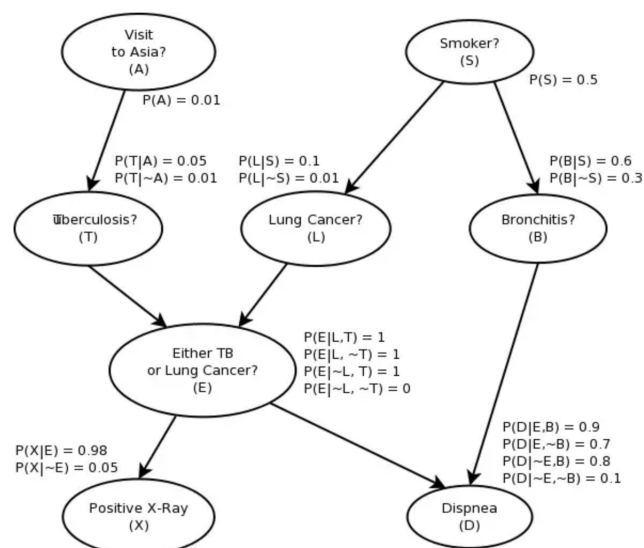 Visit
to Asia?
(A)
Smoker?
(S)
P(A) = 0.01
P(S) = 0.5
P(T|A) = 0.05
P(T|~A) = 0.01
P(L|S) = 0.1
P(L|~S) = 0.01
P(B|S) = 0.6
P(B|~S) = 0.3
Tuberculosis?
(T)
Lung Cancer?
(L)
Bronchitis?
(B)
Either TB
or Lung Cancer?
(E)
P(E|L,T) = 1
P(E|L, ~T) = 1
P(E|~L, T) = 1
P(E|~L, ~T) = 0
P(X|E) = 0.98
P(X|~E) = 0.05
P(D|E,B) = 0.9
P(D|E,~B) = 0.7
P(D|~E,B) = 0.8
P(D|~E,~B) = 0.1
Positive X-Ray
(X)
Dispnea
(D)